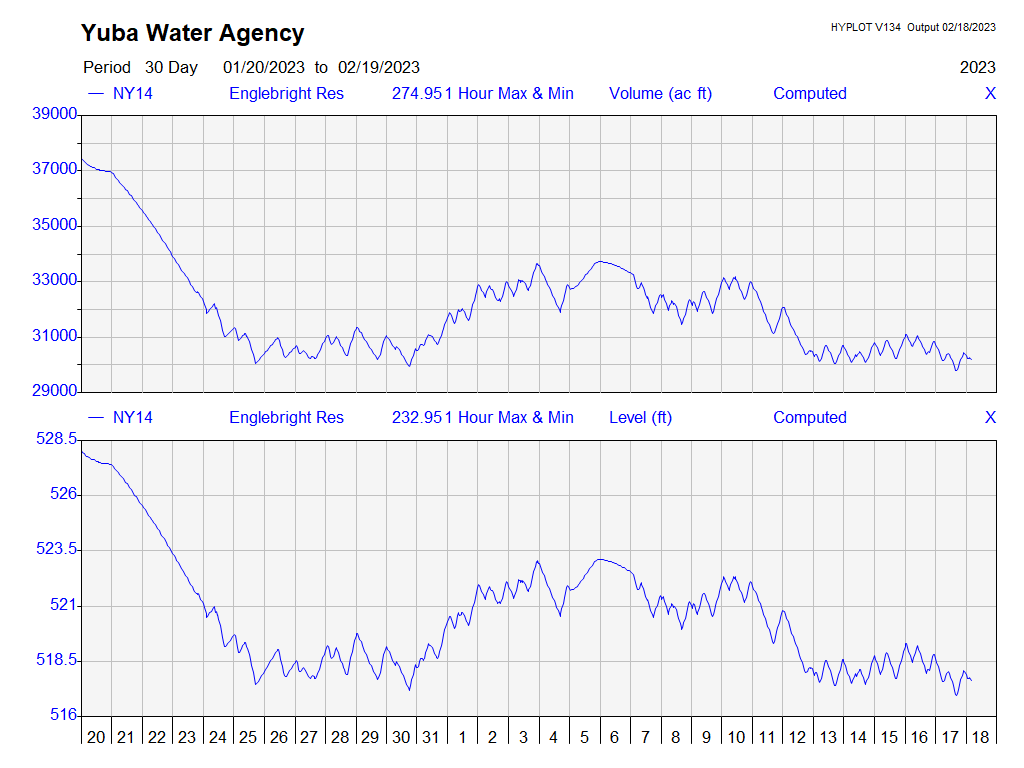 Yuba Water Agency
HYPLOT V134 Output 02/18/2023
Period 30 Day 01/20/2023 to 02/19/2023
2023
— NY14 Englebright Res 274.951 Hour Max & Min Volume (ac ft) Computed X
39000
37000
35000
33000
31000
29000
— NY14 Englebright Res 232.951 Hour Max & Min Level (ft) Computed X
528.5
526
523.5
521
518.5
516
20 21 22 23 24 25 26 27 28 29 30 31 1 2 3 4 5 6 7 8 9 10 11 12 13 14 15 16 17 18